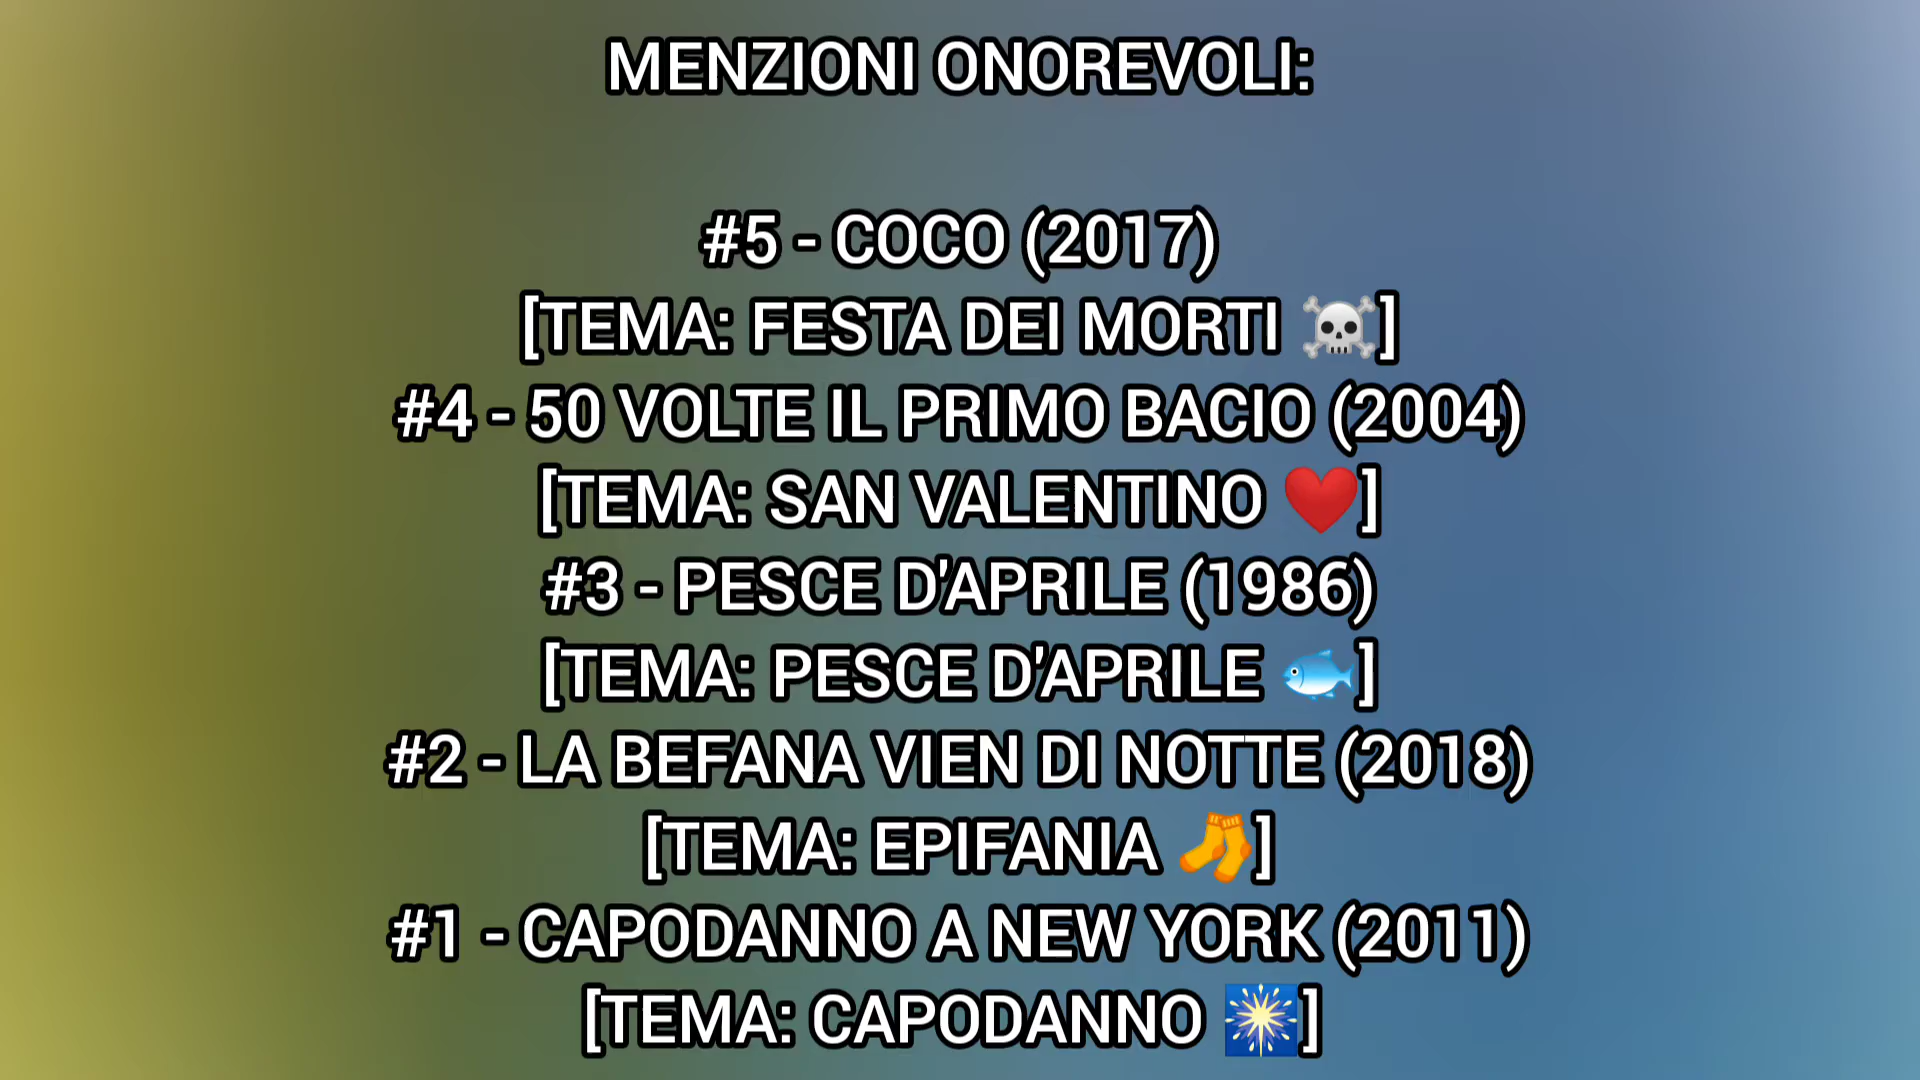 MENZIONI ONOREVOLI:
#5 - COCO (2017)
[TEMA: FESTA DEI MORTI ☠️]
#4 - 50 VOLTE IL PRIMO BACIO (2004)
[TEMA: SAN VALENTINO ❤️]
#3 - PESCE D'APRILE (1986)
[TEMA: PESCE D'APRILE 🐟]
#2 - LA BEFANA VIEN DI NOTTE (2018)
[TEMA: EPIFANIA 🧦]
#1 - CAPODANNO A NEW YORK (2011)
[TEMA: CAPODANNO 🎆]